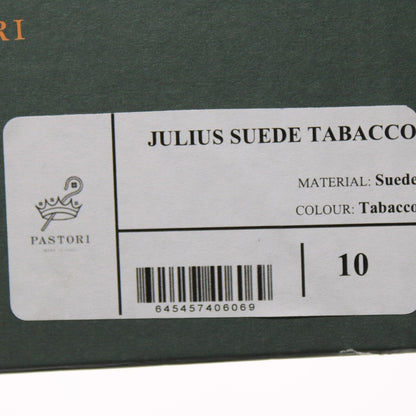 RI
JULIUS SUEDE TABACCO
MATERIAL: Suede
COLOUR: Tabacco
PASTORI
10
645457406069